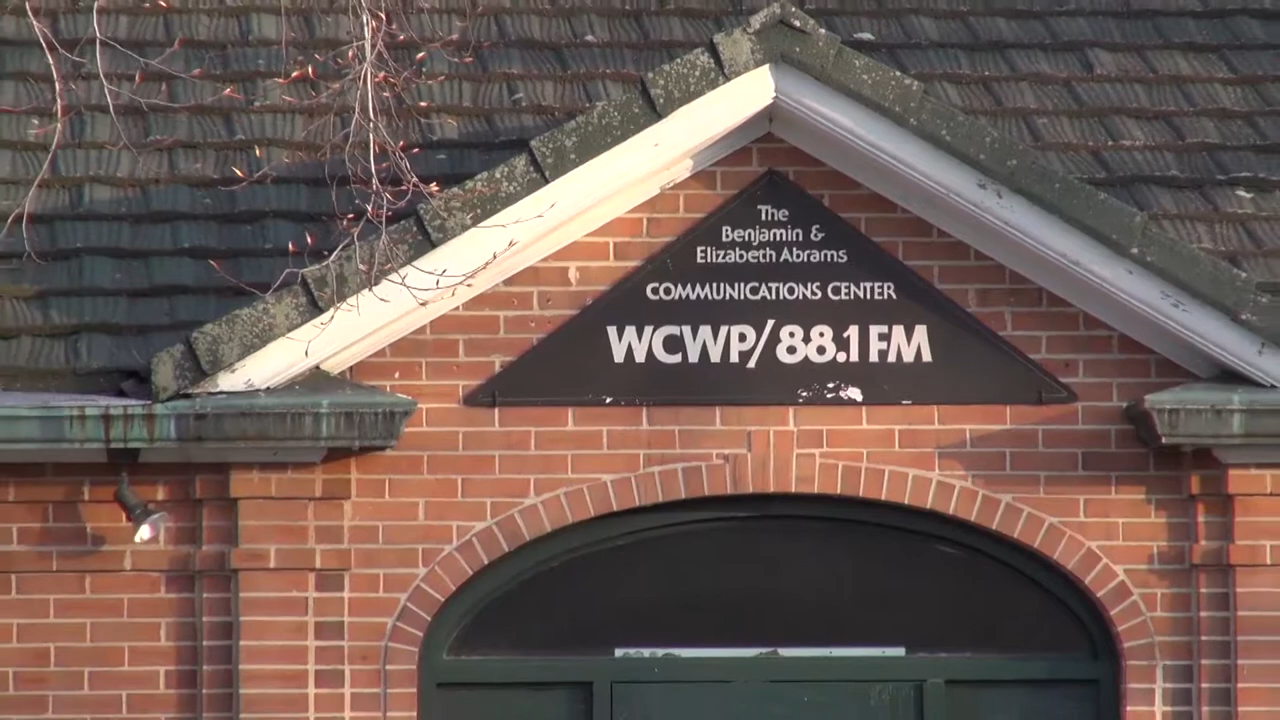 The
Benjamin &
Elizabeth Abrams
COMMUNICATIONS CENTER
WCWP/88.1 FM